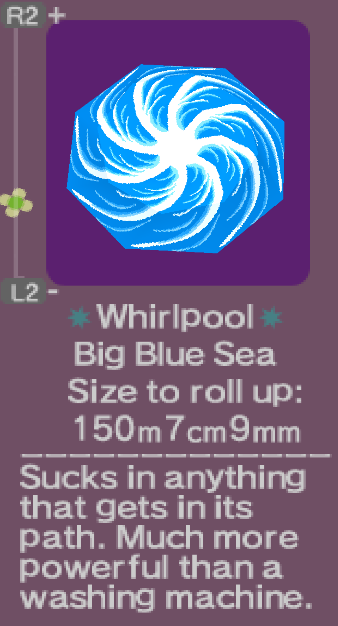 R2 +
L2 -
Whirlpool
Big Blue Sea
Size to roll up:
150m7cm9mm
Sucks in anything
that gets in its
path. Much more
powerful than a
washing machine.